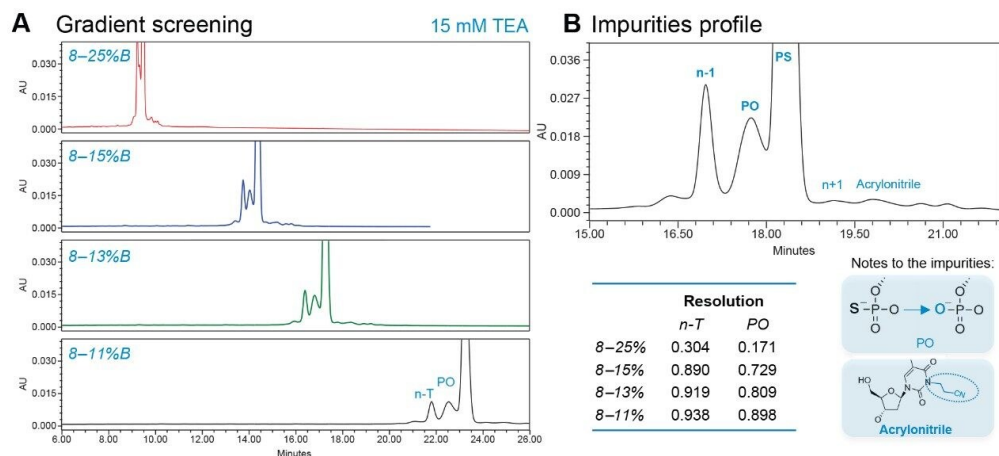 A Gradient screening
15 mM TEA
8–25%B
AU
0.030
0.015
0.000
8–15%B
AU
0.030
0.015
0.000
8–13%B
AU
0.030
0.015
0.000
8–11%B
AU
0.030
0.015
0.000
n-T
PO
6.00 8.00 10.00 12.00 14.00 16.00 18.00 20.00 22.00 24.00 26.00
Minutes
B Impurities profile
AU
0.036
0.027
0.018
0.009
0.000
n-1
PO
PS
n+1
Acrylonitrile
15.00 16.50 18.00 19.50 21.00
Minutes
Resolution
n-T PO
8–25% 0.304 0.171
8–15% 0.890 0.729
8–13% 0.919 0.809
8–11% 0.938 0.898
Notes to the impurities:
O O
S⁻ P O O⁻ P O
O O
PO
O
HO N N CN
O O
O
Acrylonitrile